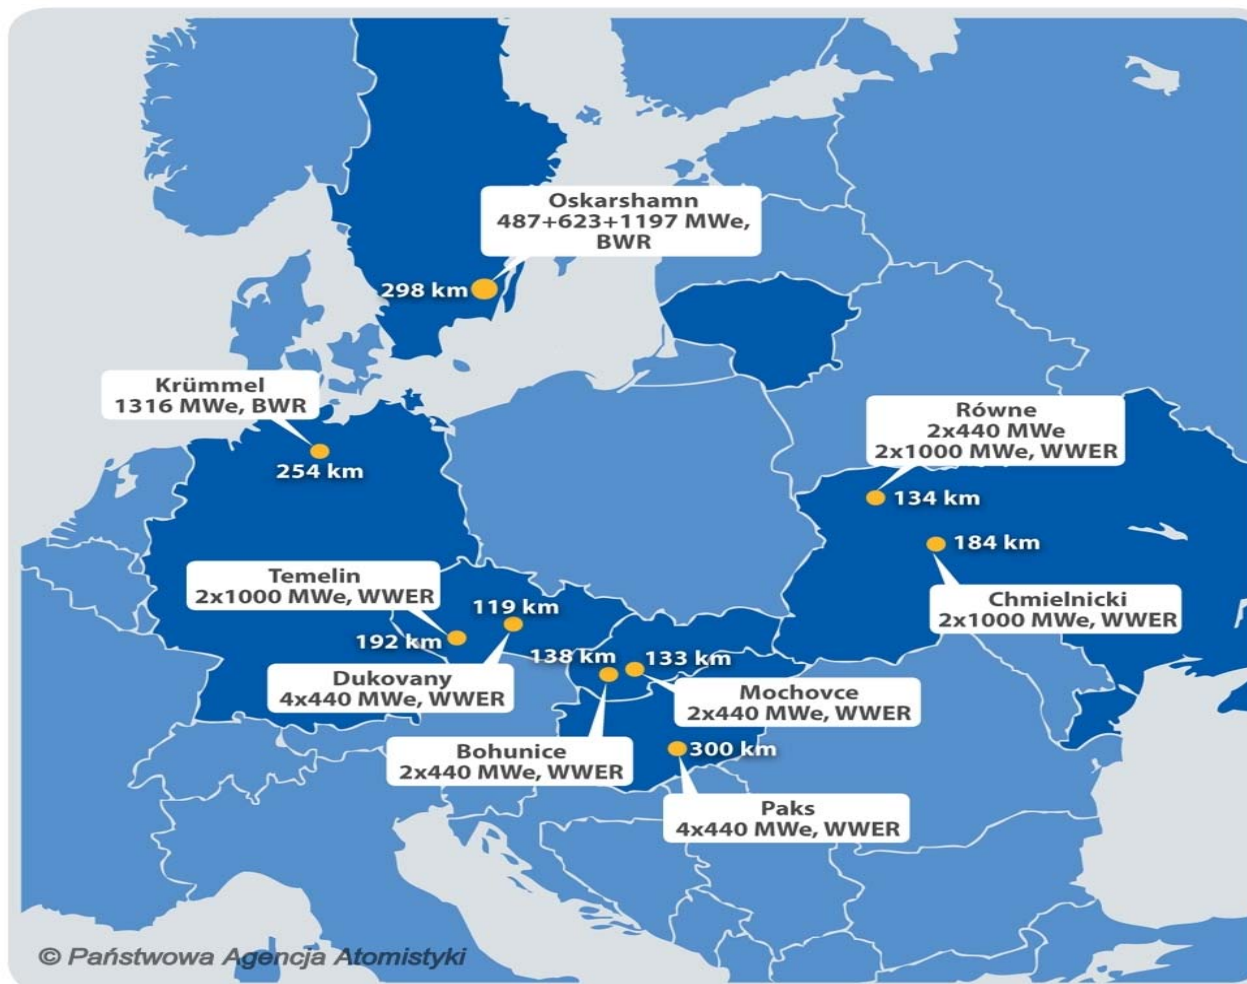 Oskarshamn
487+623+1197 MWe,
BWR
298 km
Krümmel
1316 MWe, BWR
254 km
Równe
2x440 MWe
2x1000 MWe, WWER
134 km
184 km
Chmielnicki
2x1000 MWe, WWER
Temelin
2x1000 MWe, WWER
192 km
119 km
Dukovany
4x440 MWe, WWER
138 km
133 km
Mochovce
2x440 MWe, WWER
Bohunice
2x440 MWe, WWER
300 km
Paks
4x440 MWe, WWER
© Państwowa Agencja Atomistyki